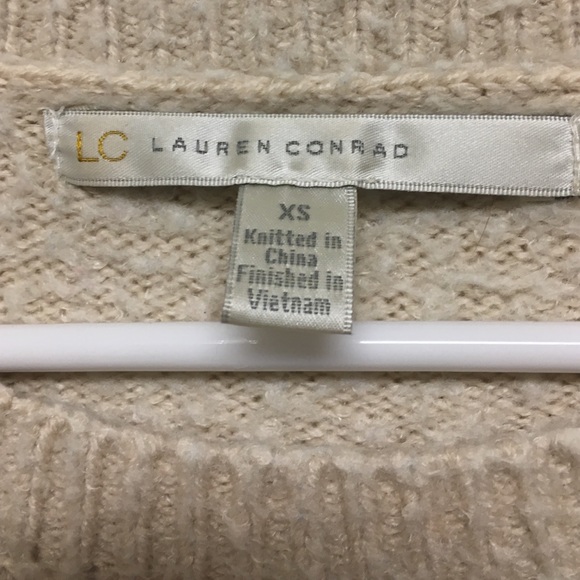 LC LAUREN CONRAD
XS
Knitted in
China
Finished in
Vietnam